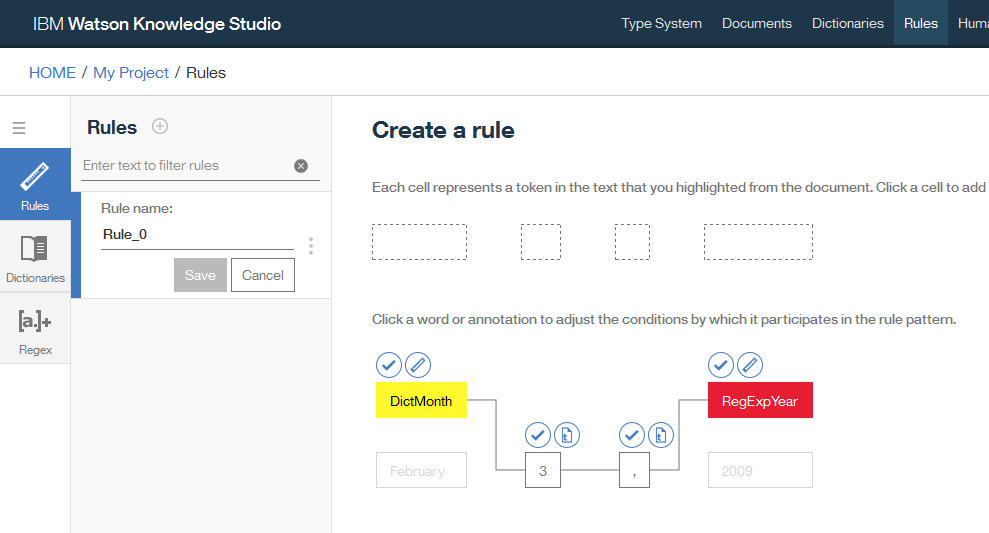 IBM Watson Knowledge Studio
Type System Documents Dictionaries Rules
HOME / My Project / Rules
Rules
Enter text to filter rules
Rule name:
Rule_0
Save Cancel
Rules
Dictionaries
[a.]+
Regex
Create a rule
Each cell represents a token in the text that you highlighted from the document. Click a cell to add
Click a word or annotation to adjust the conditions by which it participates in the rule pattern.
DictMonth
RegExpYear
February
3
,
2009